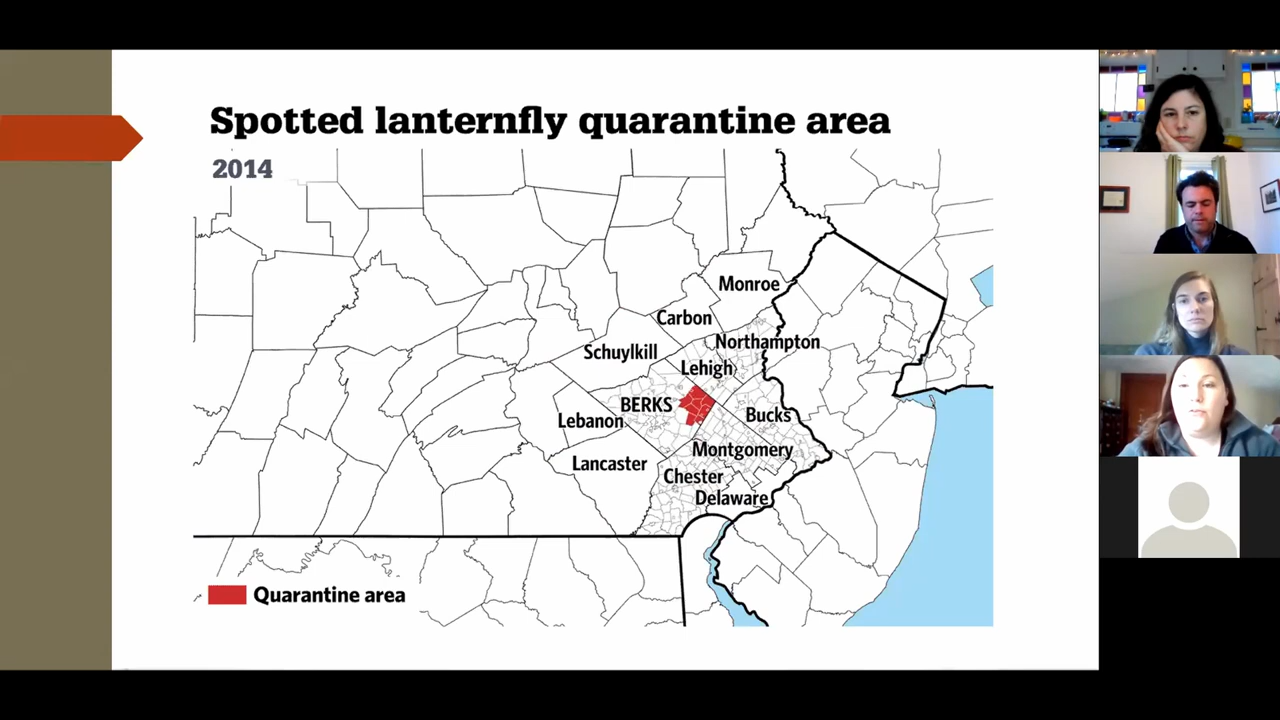 Spotted lanternfly quarantine area
2014
Monroe
Carbon
Northampton
Schuylkill
Lehigh
BERKS
Bucks
Lebanon
Montgomery
Lancaster
Chester
Delaware
Quarantine area